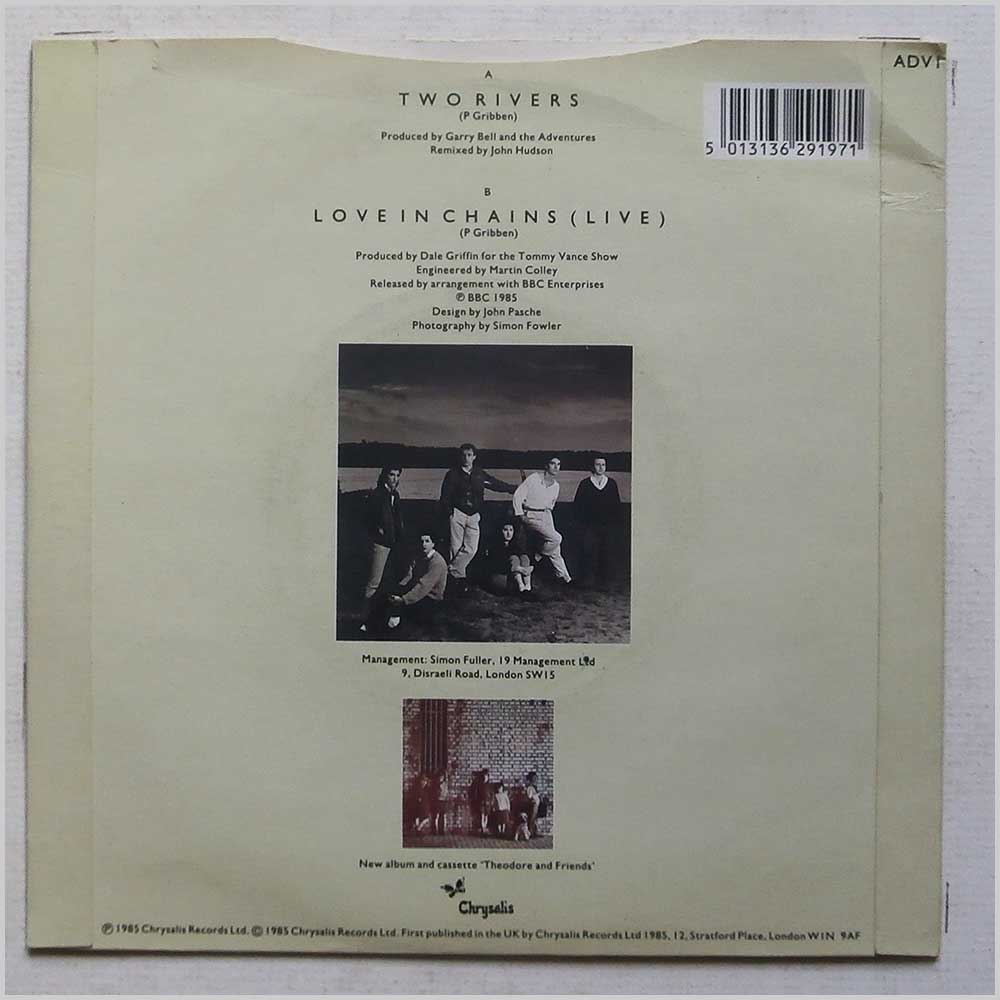 ADV1
A
TWO RIVERS
(P Gribben)
Produced by Garry Bell and the Adventures
Remixed by John Hudson
5 013136 291971
B
LOVE IN CHAINS (LIVE)
(P Gribben)
Produced by Dale Griffin for the Tommy Vance Show
Engineered by Martin Colley
Released by arrangement with BBC Enterprises
℗ BBC 1985
Design by John Pasche
Photography by Simon Fowler
Management: Simon Fuller, 19 Management Ltd
9, Disraeli Road, London SW15
New album and cassette 'Theodore and Friends'
Chrysalis
℗ 1985 Chrysalis Records Ltd. © 1985 Chrysalis Records Ltd. First published in the UK by Chrysalis Records Ltd 1985, 12, Stratford Place, London W1N 9AF